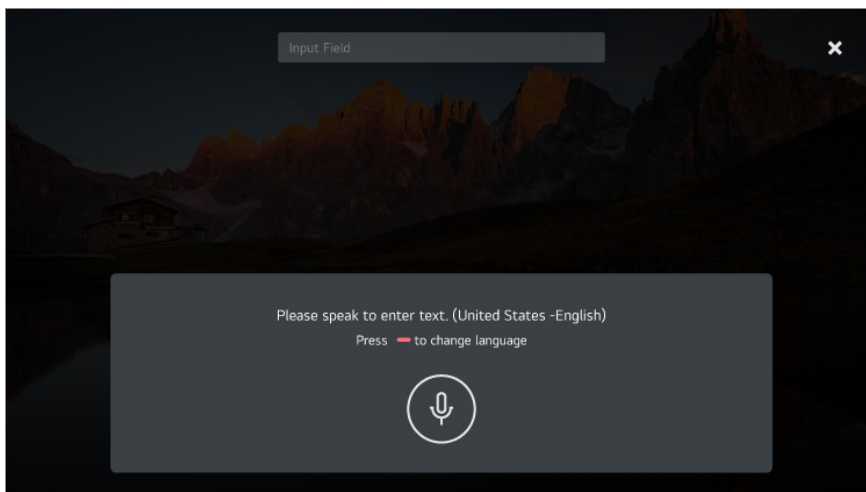 Input Field
Please speak to enter text. (United States -English)
Press to change language